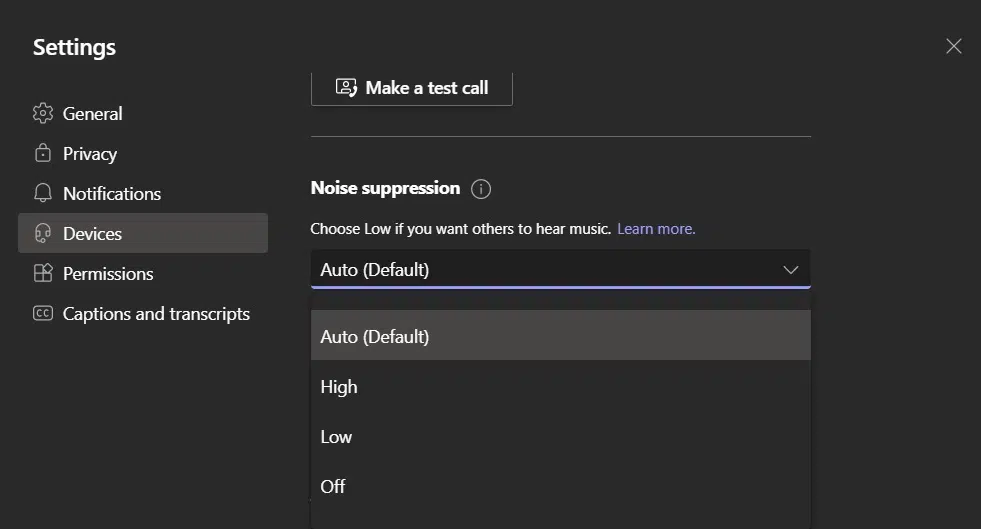 Settings
General
Privacy
Notifications
Devices
Permissions
CC Captions and transcripts
Make a test call
Noise suppression
Choose Low if you want others to hear music. Learn more.
Auto (Default)
Auto (Default)
High
Low
Off